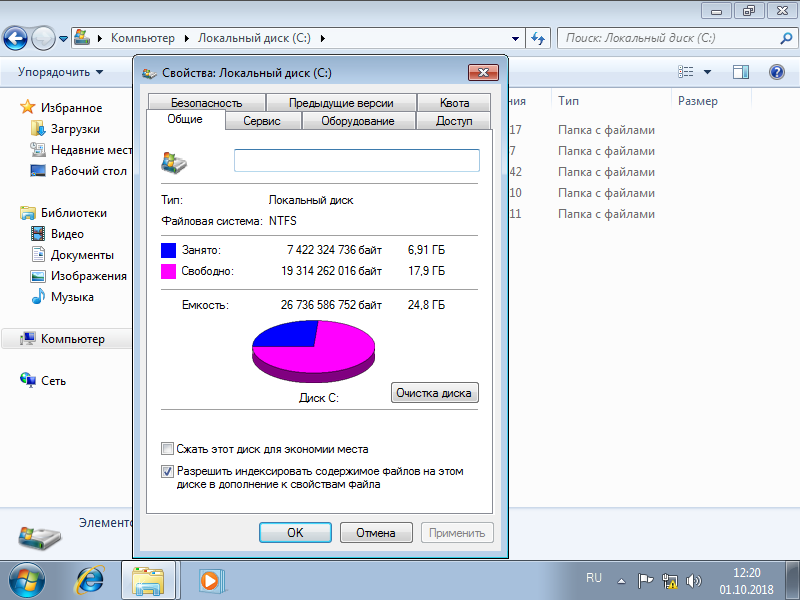 Компьютер Локальный диск (C:)
Поиск: Локальный диск (C:)
Упорядочить
Избранное
Загрузки
Недавние мест
Рабочий стол
Библиотеки
Видео
Документы
Изображения
Музыка
Компьютер
Сеть
Свойства: Локальный диск (C:)
Безопасность Предыдущие версии Квота
Общие Сервис Оборудование Доступ
Тип: Локальный диск
Файловая система: NTFS
Занято: 7 422 324 736 байт 6,91 ГБ
Свободно: 19 314 262 016 байт 17,9 ГБ
Емкость: 26 736 586 752 байт 24,8 ГБ
Диск C:
Очистка диска
Сжать этот диск для экономии места
Разрешить индексировать содержимое файлов на этом
диске в дополнение к свойствам файла
OK Отмена Применить
ния Тип Размер
17 Папка с файлами
7 Папка с файлами
42 Папка с файлами
10 Папка с файлами
11 Папка с файлами
Элементо
RU
12:20
01.10.2018